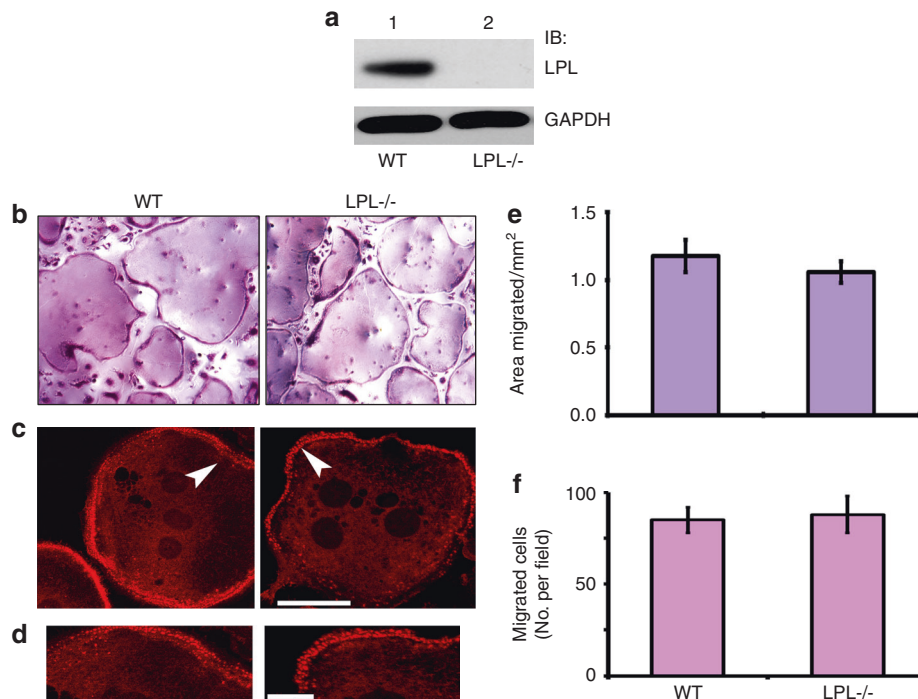 a
1 2
IB:
LPL
GAPDH
WT LPL-/-
b
WT LPL-/-
c
d
e
Area migrated/mm²
1.5
1.0
0.5
0.0
f
Migrated cells
(No. per field)
100
50
0
WT LPL-/-